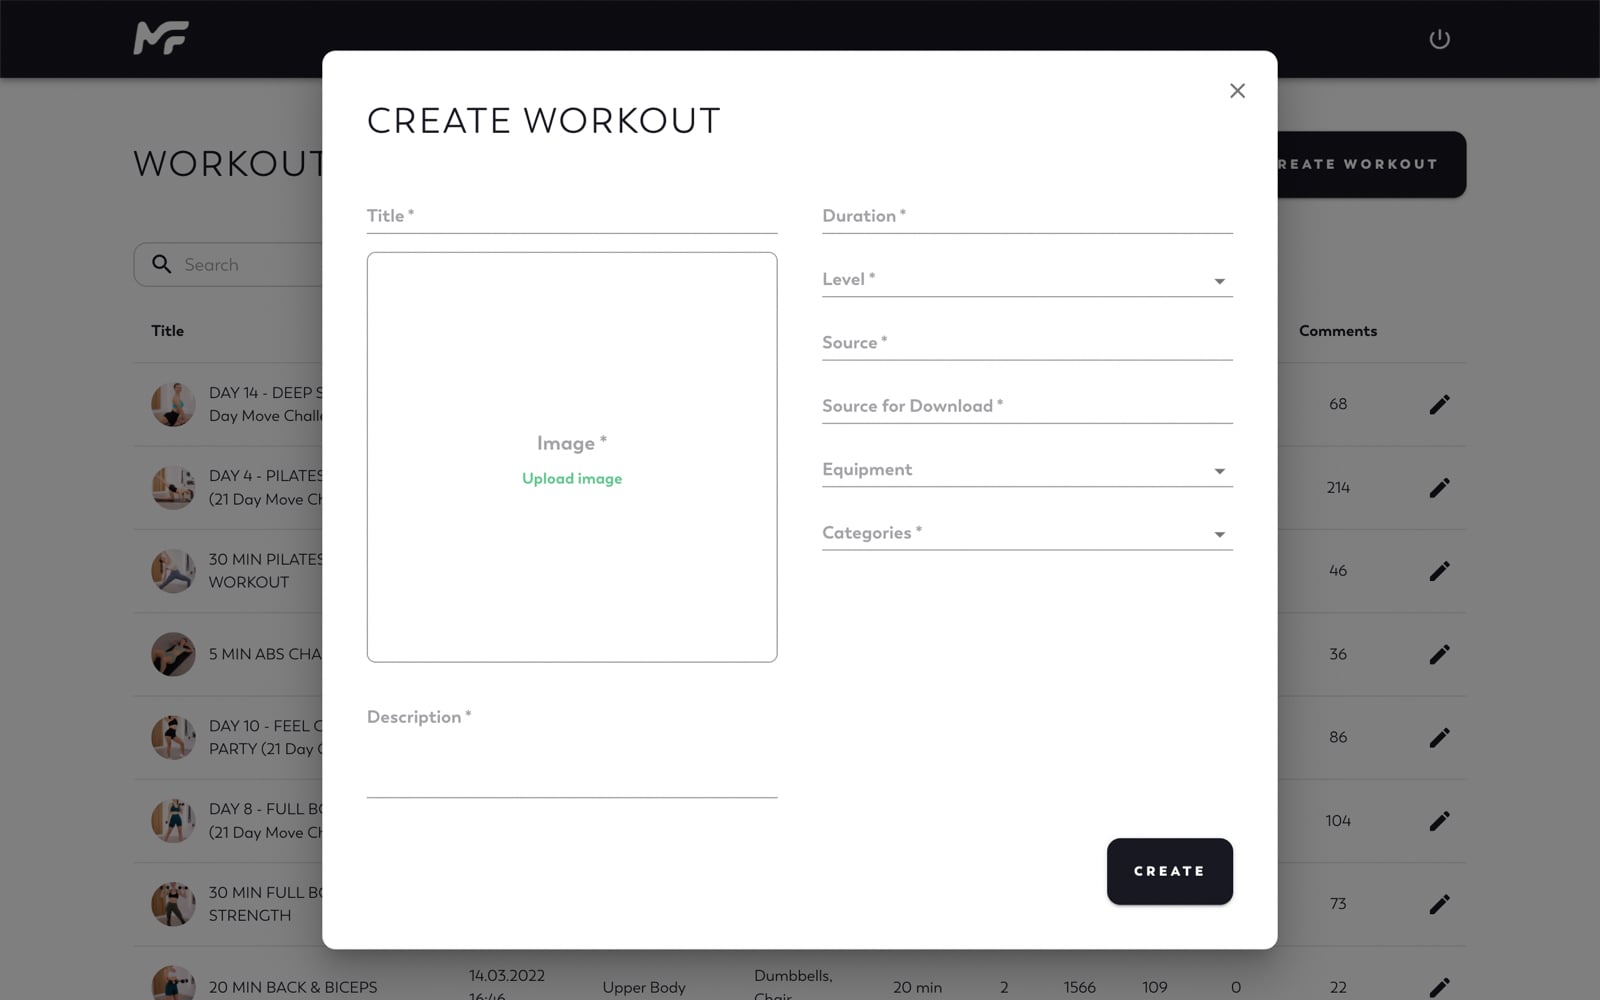 MF
WORKOUT
CREATE WORKOUT
REATE WORKOUT
Title *
Duration *
Level *
Source *
Source for Download *
Equipment
Categories *
Image *
Upload image
Description *
CREATE
Search
Title
Comments
DAY 14 - DEEP
Day Move Challe
68
DAY 4 - PILATES
(21 Day Move Ch
214
30 MIN PILATES
WORKOUT
46
5 MIN ABS CHA
36
DAY 10 - FEEL
PARTY (21 Day
86
DAY 8 - FULL BO
(21 Day Move Ch
104
30 MIN FULL BO
STRENGTH
73
20 MIN BACK & BICEPS
14.03.2022
16:46
Upper Body
Dumbbells,
Chair
20 min
2
1566
109
0
22